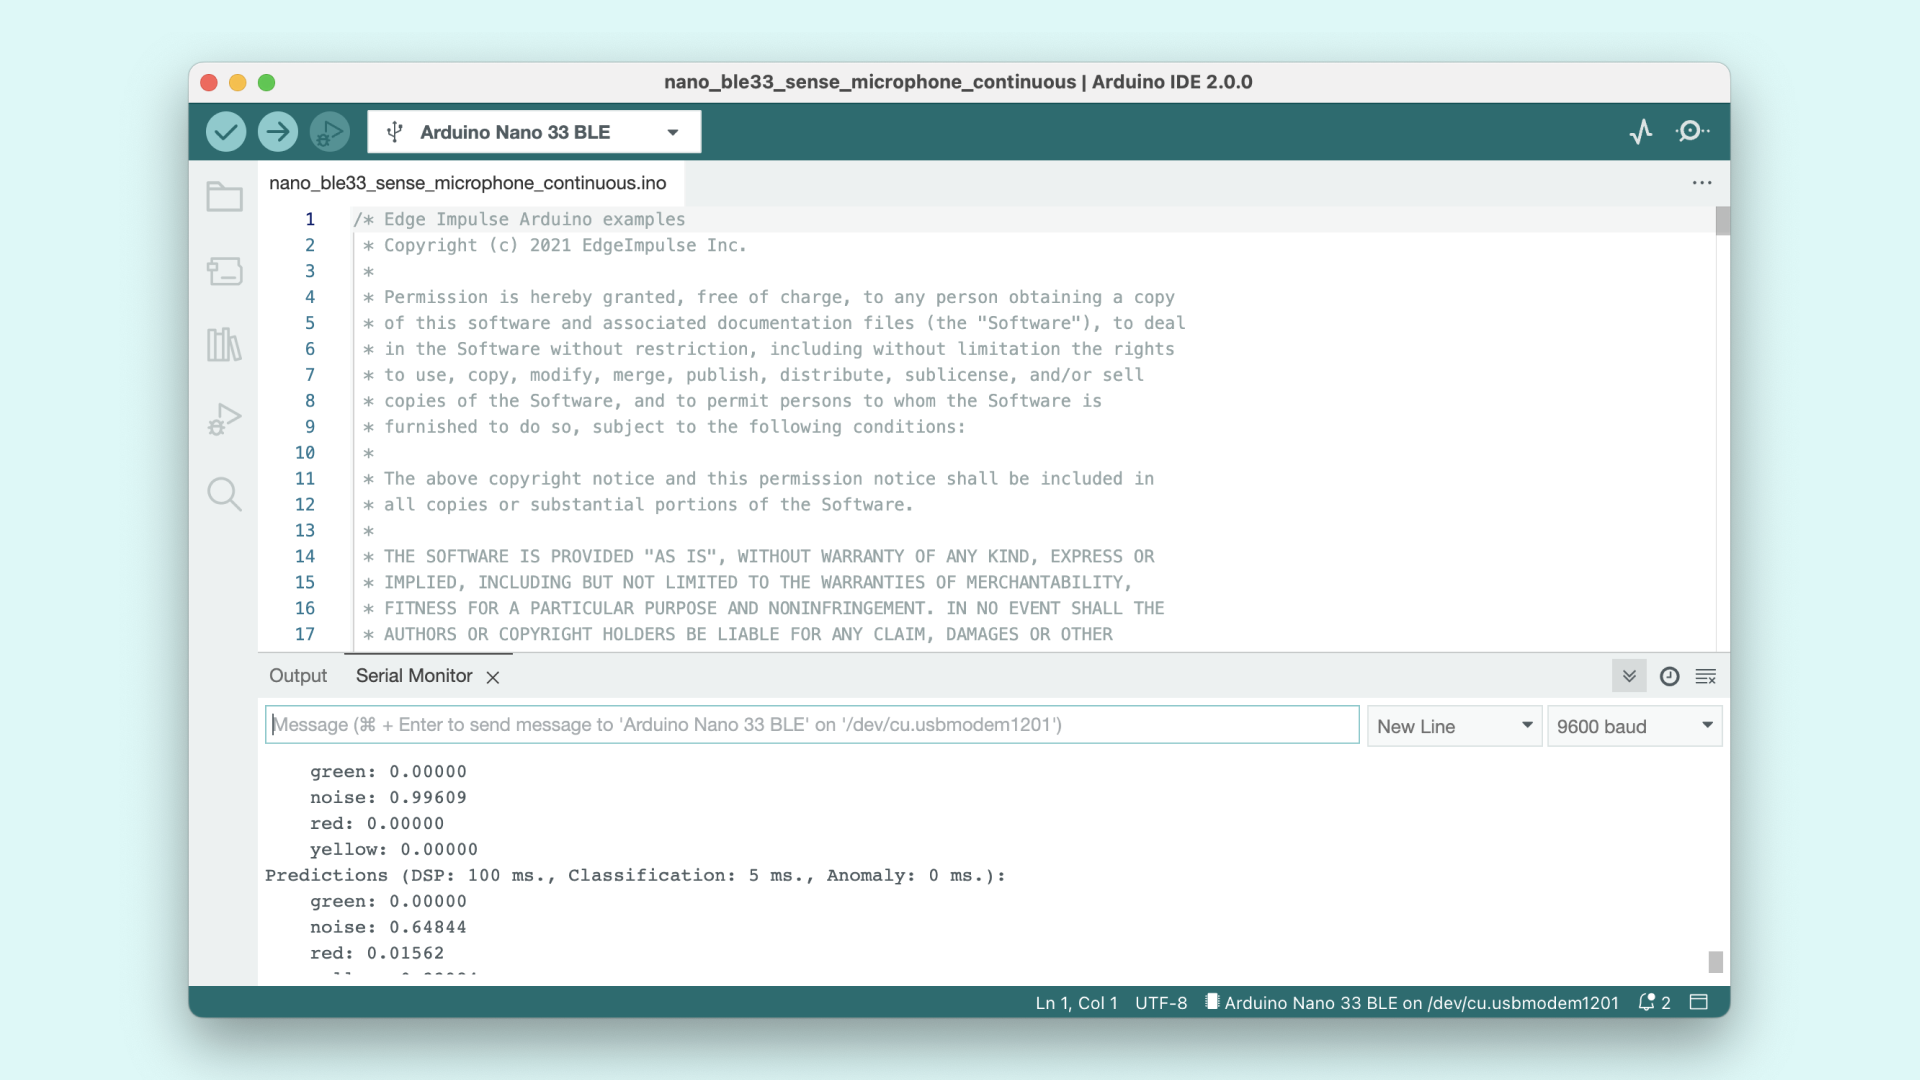 nano_ble33_sense_microphone_continuous | Arduino IDE 2.0.0
Arduino Nano 33 BLE
nano_ble33_sense_microphone_continuous.ino
1 /* Edge Impulse Arduino examples
2 * Copyright (c) 2021 EdgeImpulse Inc.
3 *
4 * Permission is hereby granted, free of charge, to any person obtaining a copy
5 * of this software and associated documentation files (the "Software"), to deal
6 * in the Software without restriction, including without limitation the rights
7 * to use, copy, modify, merge, publish, distribute, sublicense, and/or sell
8 * copies of the Software, and to permit persons to whom the Software is
9 * furnished to do so, subject to the following conditions:
10 *
11 * The above copyright notice and this permission notice shall be included in
12 * all copies or substantial portions of the Software.
13 *
14 * THE SOFTWARE IS PROVIDED "AS IS", WITHOUT WARRANTY OF ANY KIND, EXPRESS OR
15 * IMPLIED, INCLUDING BUT NOT LIMITED TO THE WARRANTIES OF MERCHANTABILITY,
16 * FITNESS FOR A PARTICULAR PURPOSE AND NONINFRINGEMENT. IN NO EVENT SHALL THE
17 * AUTHORS OR COPYRIGHT HOLDERS BE LIABLE FOR ANY CLAIM, DAMAGES OR OTHER
Output Serial Monitor
Message (⌘ + Enter to send message to 'Arduino Nano 33 BLE' on '/dev/cu.usbmodem1201') New Line 9600 baud
green: 0.00000
noise: 0.99609
red: 0.00000
yellow: 0.00000
Predictions (DSP: 100 ms., Classification: 5 ms., Anomaly: 0 ms.):
green: 0.00000
noise: 0.64844
red: 0.01562
Ln 1, Col 1 UTF-8 Arduino Nano 33 BLE on /dev/cu.usbmodem1201 2